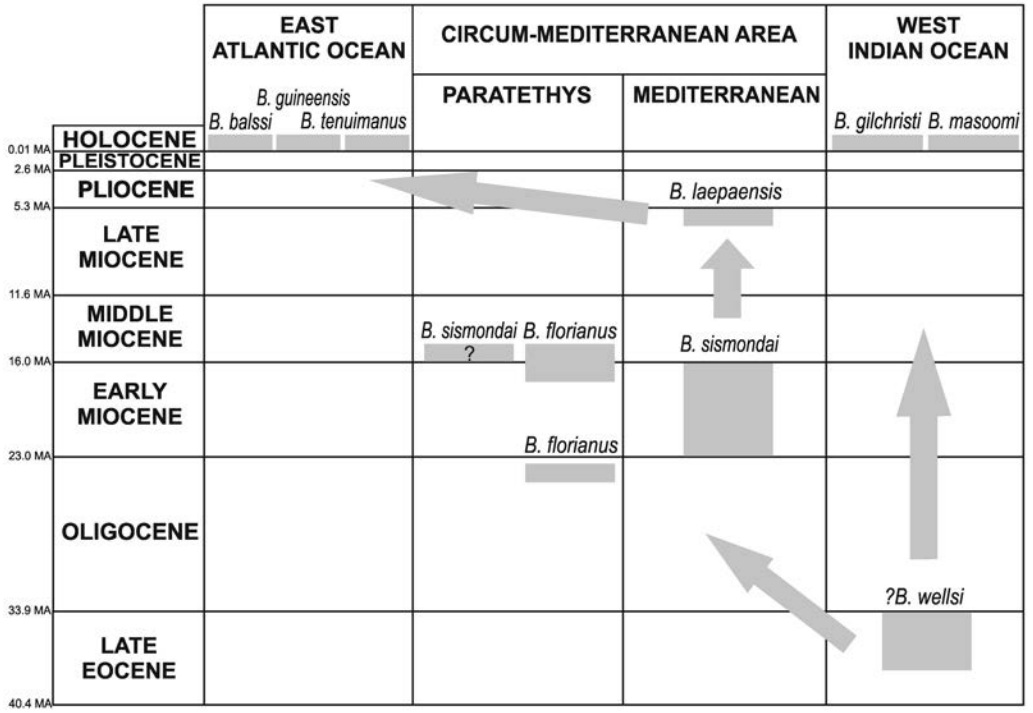 EAST
ATLANTIC OCEAN
CIRCUM-MEDITERRANEAN AREA
WEST
INDIAN OCEAN
PARATETHYS
MEDITERRANEAN
B. guineensis
B. balssi
B. tenuimanus
B. gilchristi
B. masoomi
HOLOCENE
0.01 MA
PLEISTOCENE
2.6 MA
PLIOCENE
B. laepaensis
5.3 MA
LATE
MIOCENE
11.6 MA
MIDDLE
MIOCENE
B. sismondai
B. florianus
B. sismondai
?
16.0 MA
EARLY
MIOCENE
B. florianus
23.0 MA
OLIGOCENE
33.9 MA
?B. wellsi
LATE
EOCENE
40.4 MA